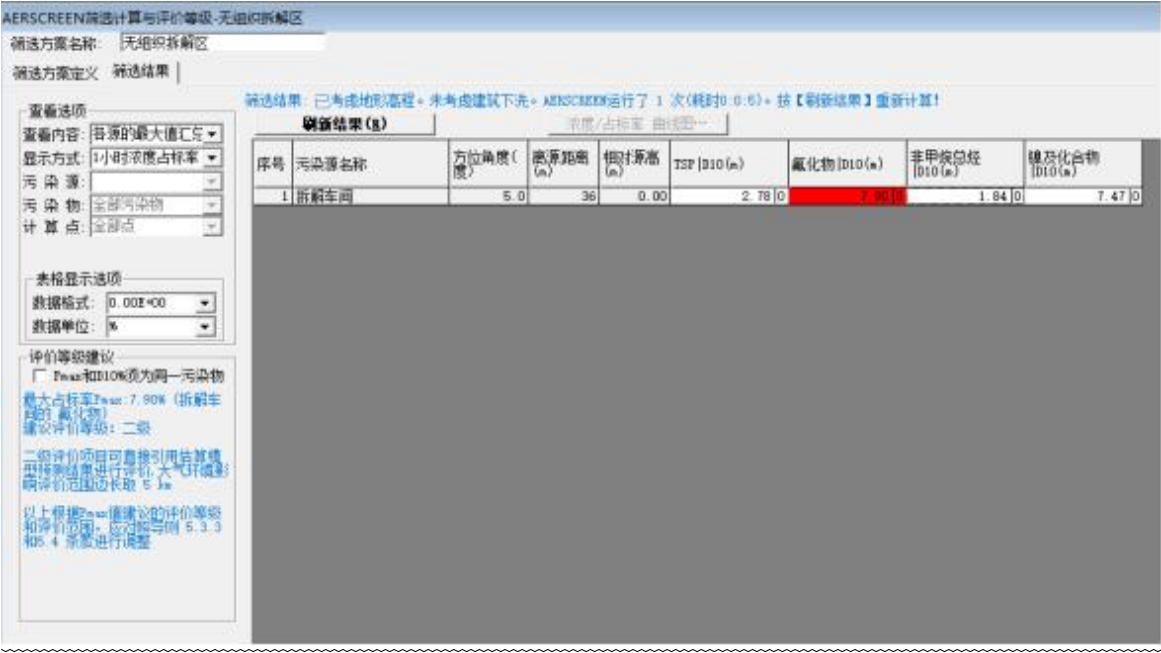 AERSCREEN筛选计算与评价等级-无组织拆解区
筛选方案名称: 无组织拆解区
筛选方案定义 筛选结果
筛选结果: 已考虑地形高程。未考虑建筑下洗。AERSCREEN运行了 1 次(耗时0:0:6)。按【刷新结果】重新计算!
查看选项
查看内容: 各源的最大值汇总
显示方式: 1小时浓度占标率
污 染 源:
污 染 物: 全部污染物
计 算 点: 全部点
刷新结果(R)
浓度/占标率 曲线图…
序号 污染源名称 方位角度(度) 离源距离(m) 相对源高(m) TSP|D10(m) 氟化物|D10(m) 非甲烷总烃|D10(m) 镍及化合物|D10(m)
1 拆解车间 5.0 36 0.00 2.78|0 7.90|0 1.84|0 7.47|0
表格显示选项
数据格式: 0.00E+00
数据单位: %
评价等级建议
Pmax和D10%须为同一污染物
最大占标率Pmax:7.90% (拆解车
间的 氟化物)
建议评价等级: 二级
二级评价项目可直接引用估算模
型预测结果进行评价,大气环境影
响评价范围边长取 5 km
以上根据Pmax值建议的评价等级
和评价范围。应对照导则 5.3.3
和5.4 条款进行调整